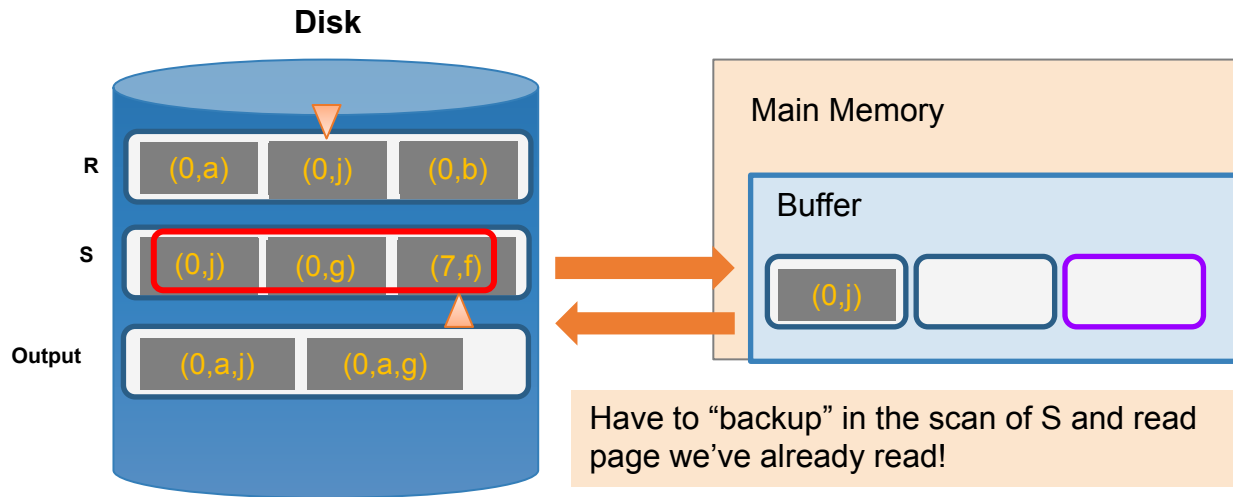 Disk
R
(0,a) (0,j) (0,b)
S
(0,j) (0,g) (7,f)
Output
(0,a,j) (0,a,g)
Main Memory
Buffer
(0,j)
Have to “backup” in the scan of S and read
page we’ve already read!